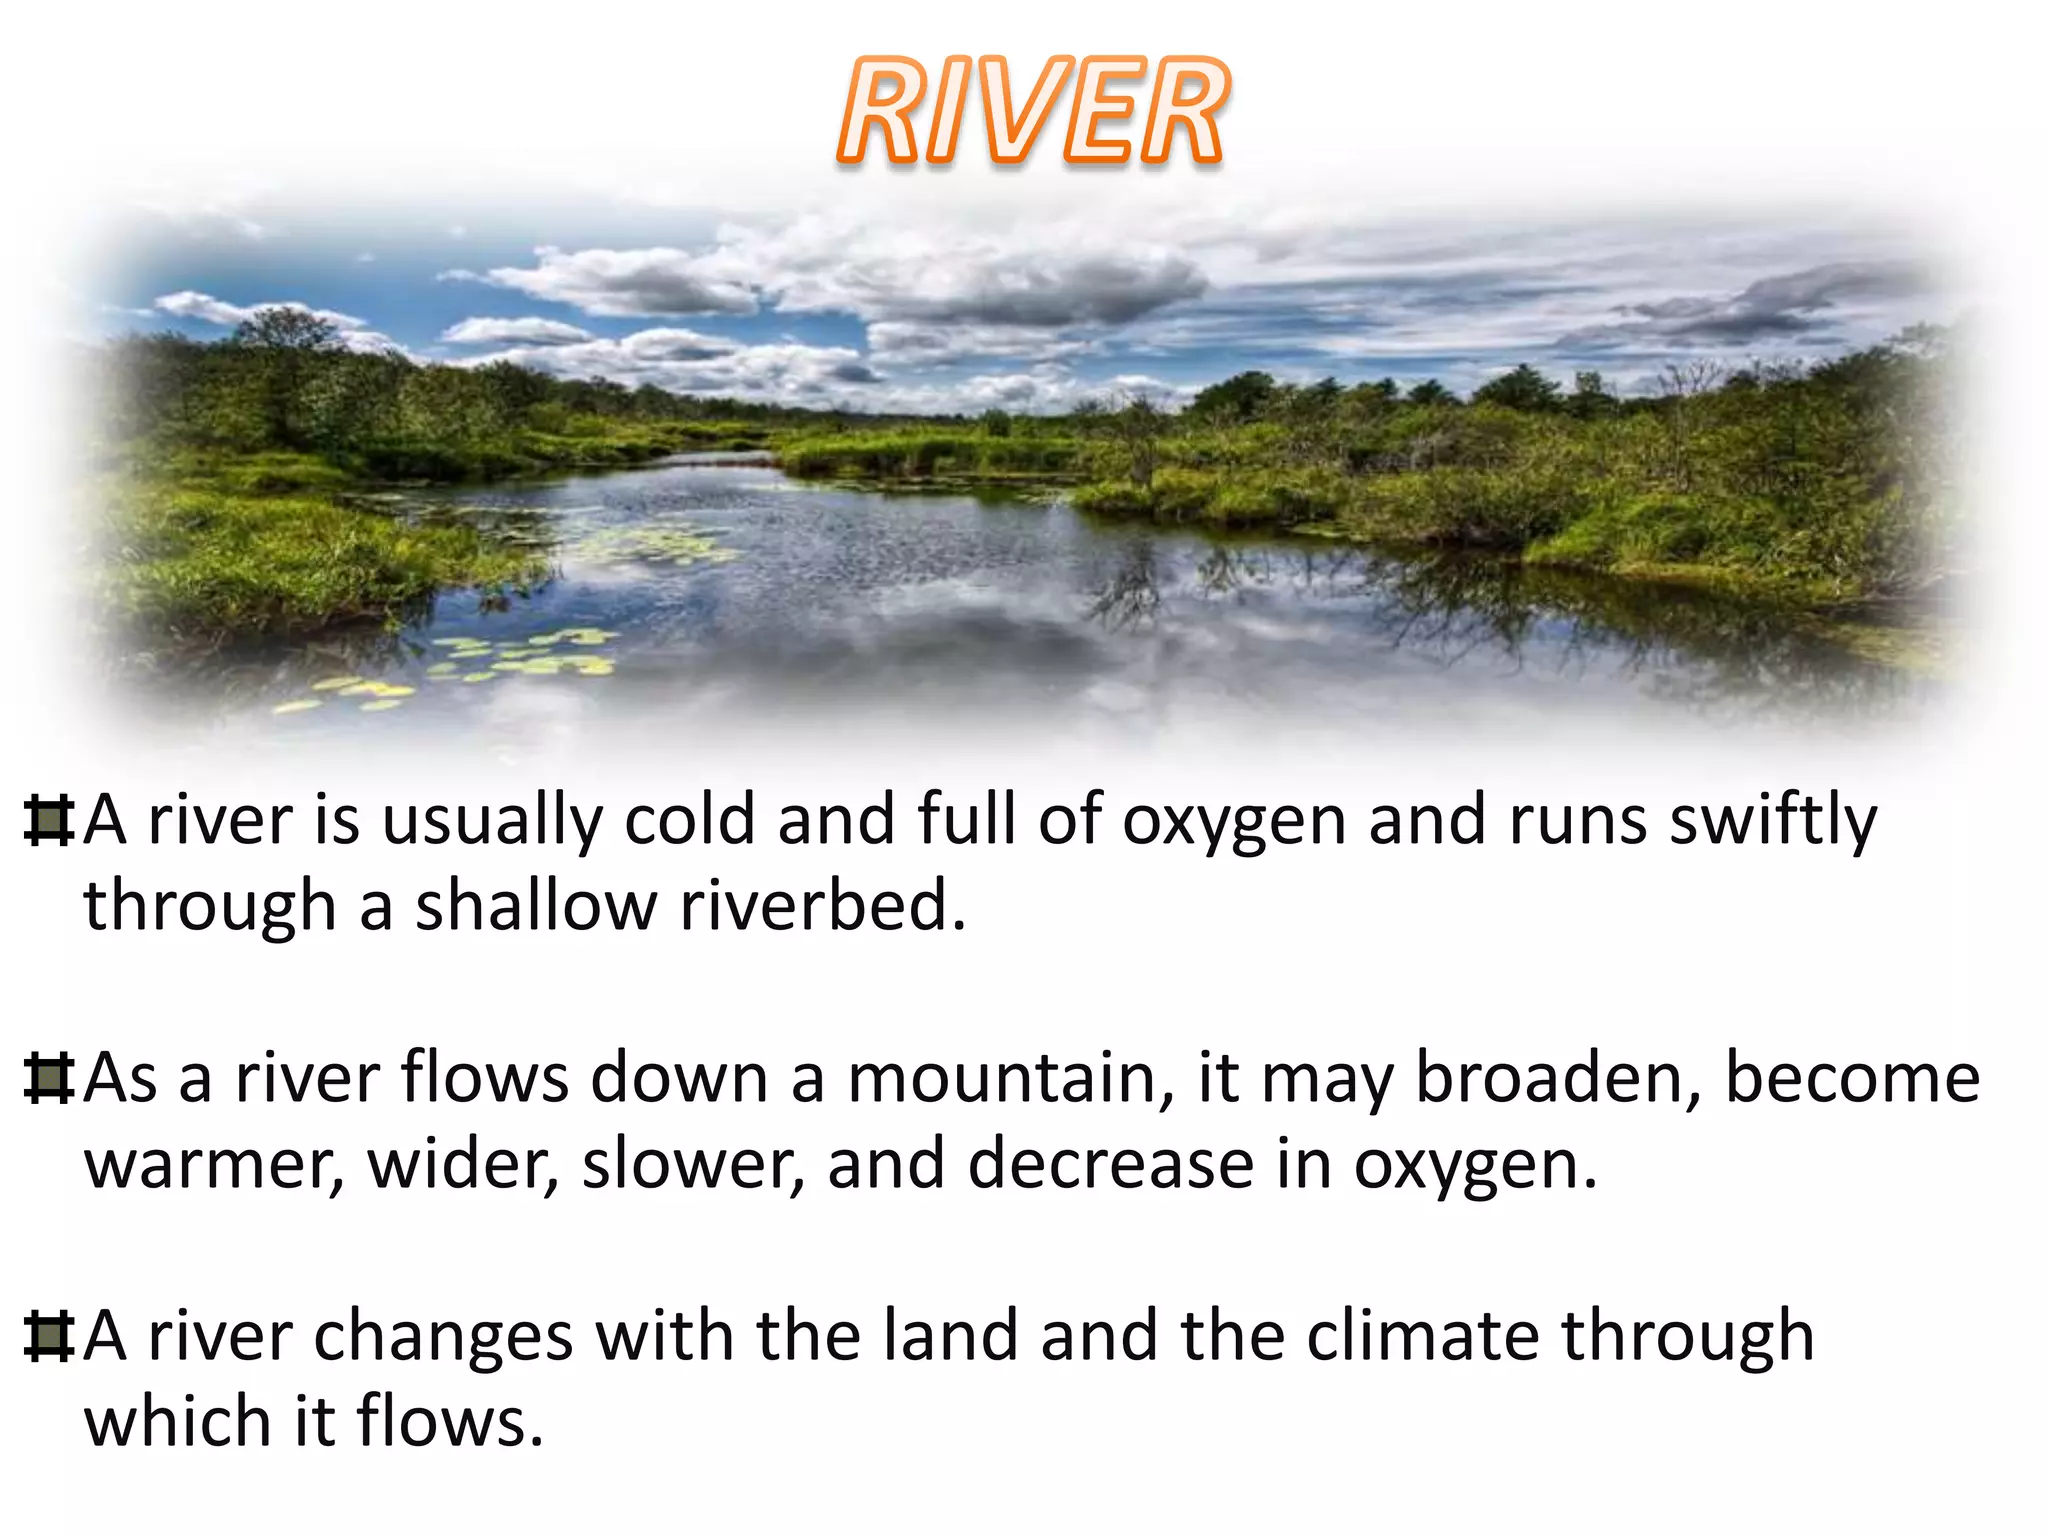 RIVER
A river is usually cold and full of oxygen and runs swiftly
through a shallow riverbed.
As a river flows down a mountain, it may broaden, become
warmer, wider, slower, and decrease in oxygen.
A river changes with the land and the climate through
which it flows.